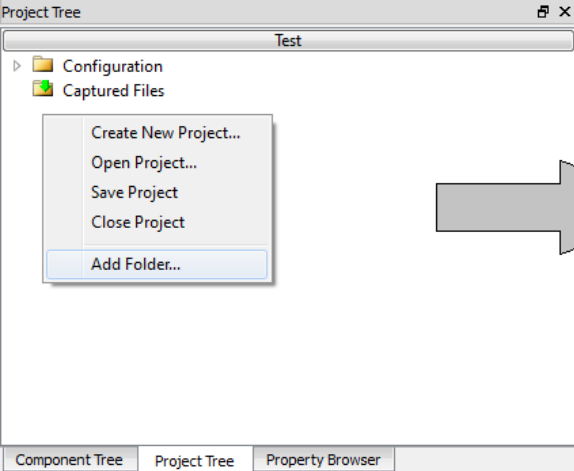 Project Tree
Test
Configuration
Captured Files
Create New Project...
Open Project...
Save Project
Close Project
Add Folder...
Component Tree Project Tree Property Browser